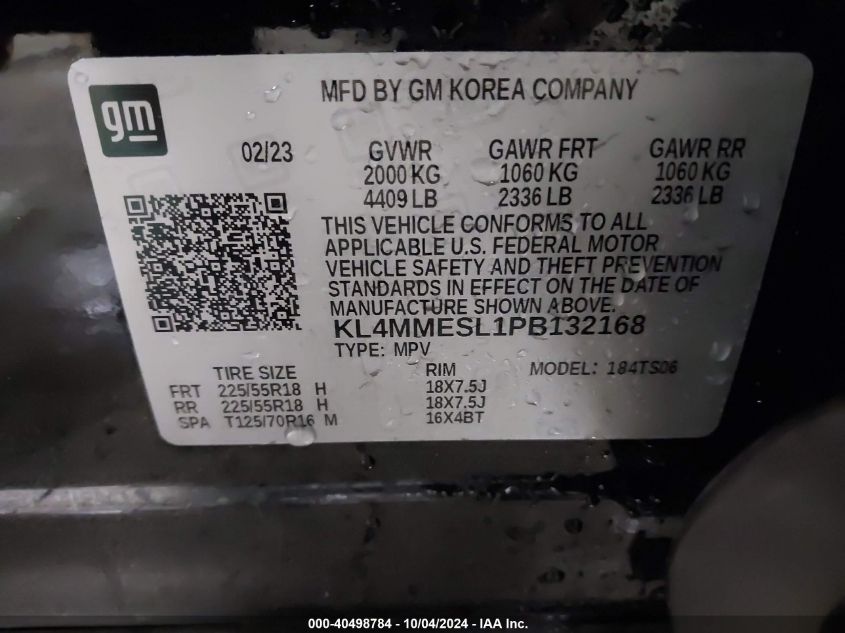 gm
MFD BY GM KOREA COMPANY
02/23 GVWR GAWR FRT GAWR RR
2000 KG 1060 KG 1060 KG
4409 LB 2336 LB 2336 LB
THIS VEHICLE CONFORMS TO ALL
APPLICABLE U.S. FEDERAL MOTOR
VEHICLE SAFETY AND THEFT PREVENTION
STANDARDS IN EFFECT ON THE DATE OF
MANUFACTURE SHOWN ABOVE.
KL4MMESL1PB132168
TYPE: MPV MODEL: 184TS06
TIRE SIZE RIM
FRT 225/55R18 H 18X7.5J
RR 225/55R18 H 18X7.5J
SPA T125/70R16 M 16X4BT
000-40498784 - 10/04/2024 - IAA Inc.